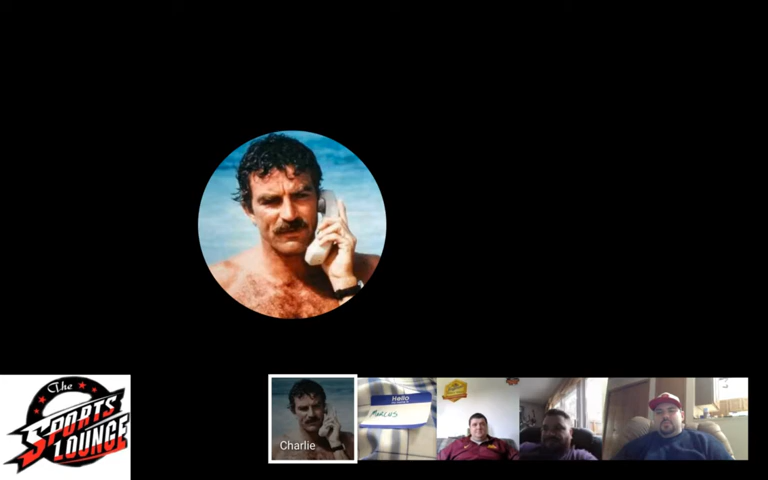 The
SPORTS
LOUNGE
Charlie
Hello
MARCUS